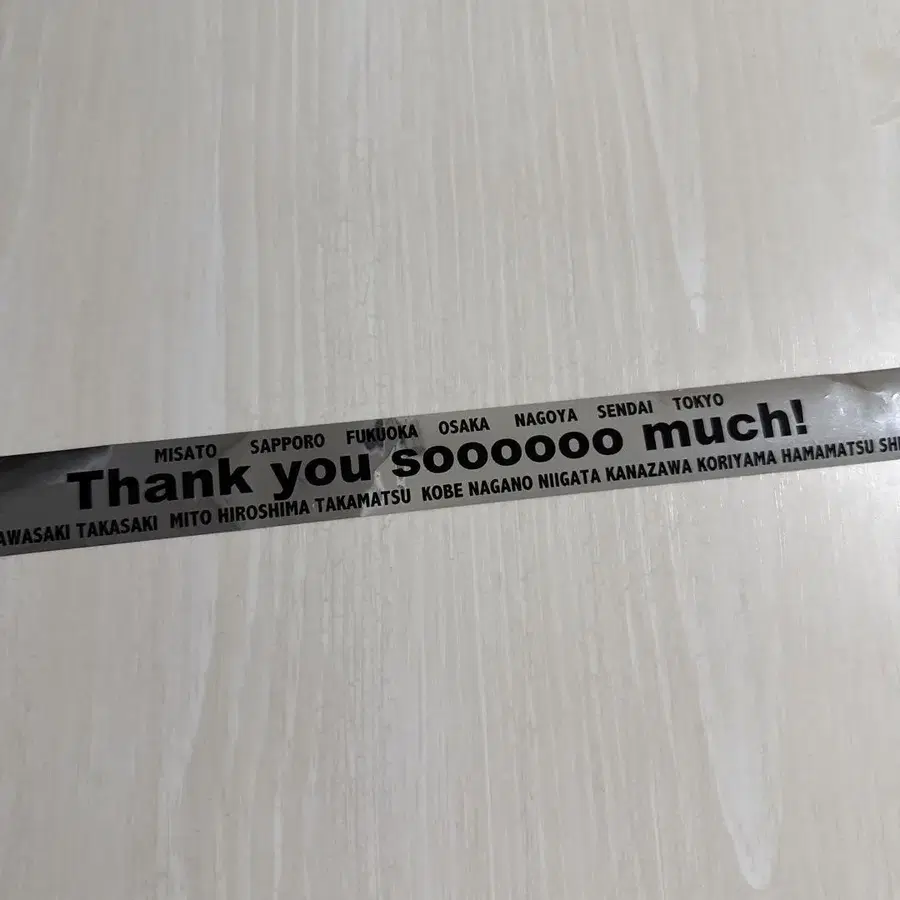 MISATO SAPPORO FUKUOKA OSAKA NAGOYA SENDAI TOKYO
Thank you soooooo much!
AWASAKI TAKASAKI MITO HIROSHIMA TAKAMATSU KOBE NAGANO NIIGATA KANAZAWA KORIYAMA HAMAMATSU SHI